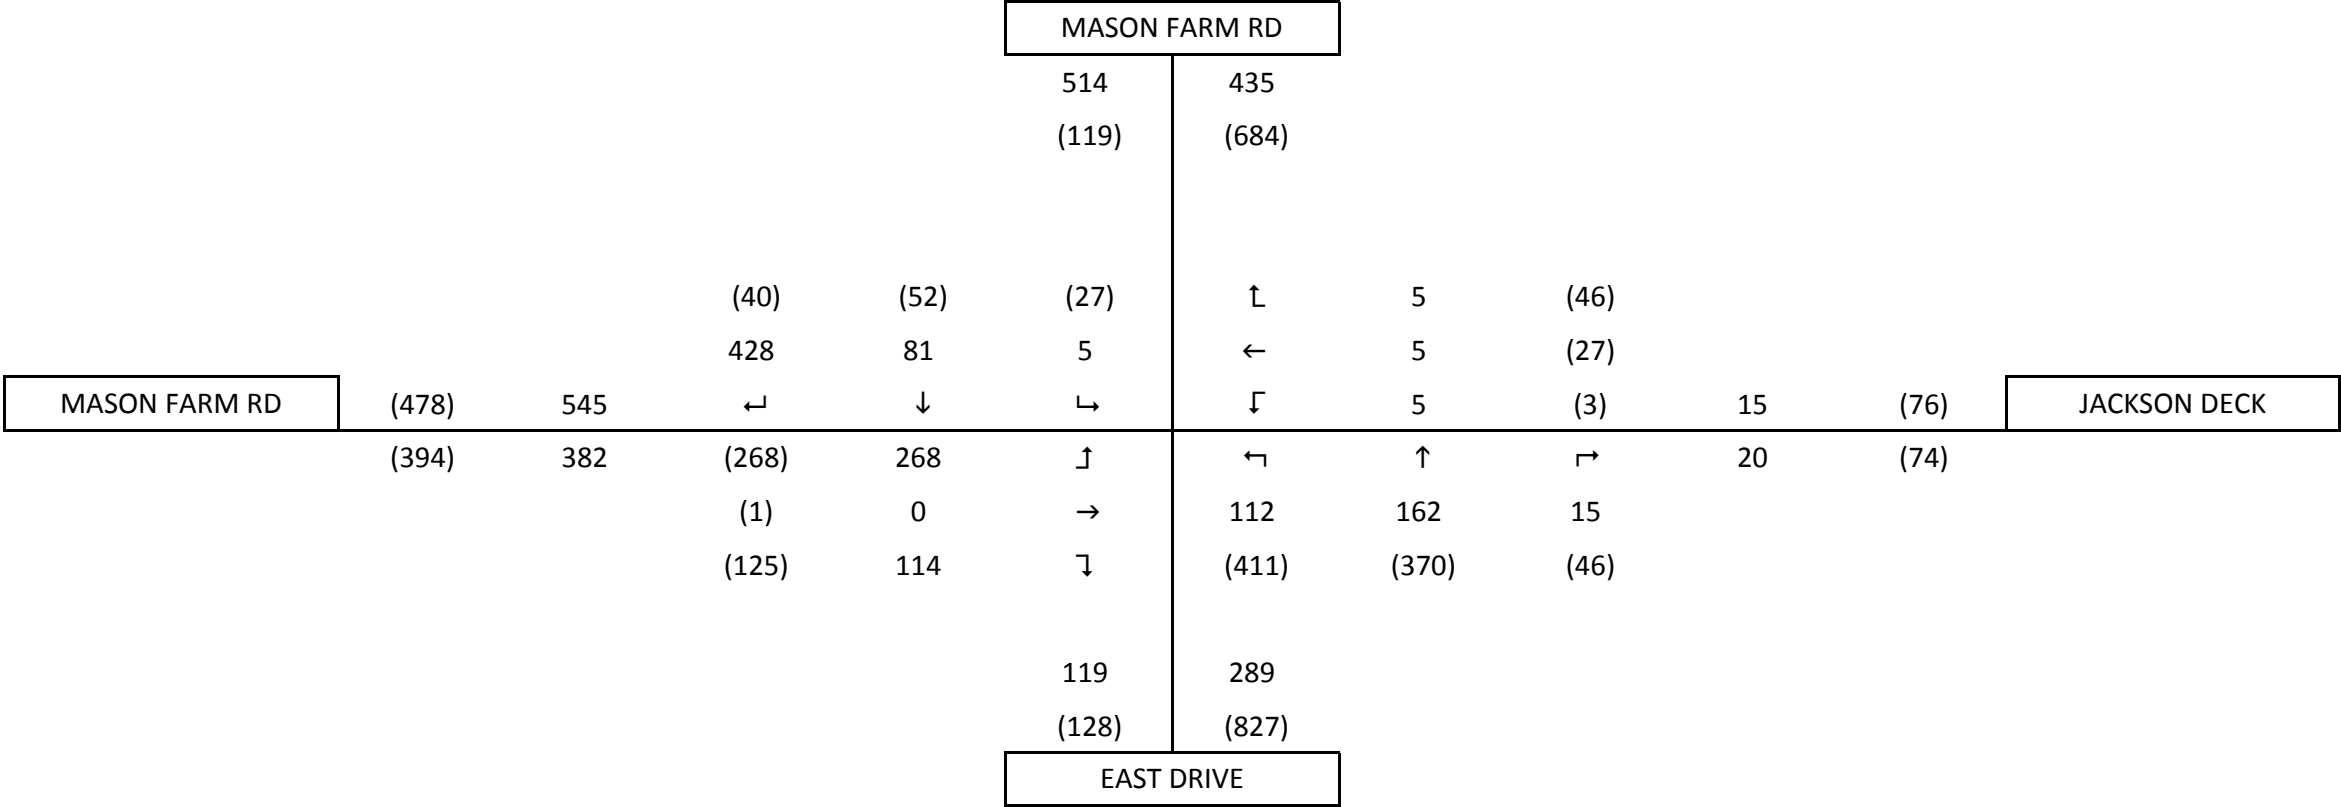 MASON FARM RD
514 435
(119) (684)
(40) (52) (27) ↑ 5 (46)
428 81 5 ← 5 (27)
MASON FARM RD (478) 545 ↵ ↓ ↳ ↓ 5 (3) 15 (76) JACKSON DECK
(394) 382 (268) 268 ↑ ↰ ↑ ↱ 20 (74)
(1) 0 → 112 162 15
(125) 114 ↴ (411) (370) (46)
119 289
(128) (827)
EAST DRIVE